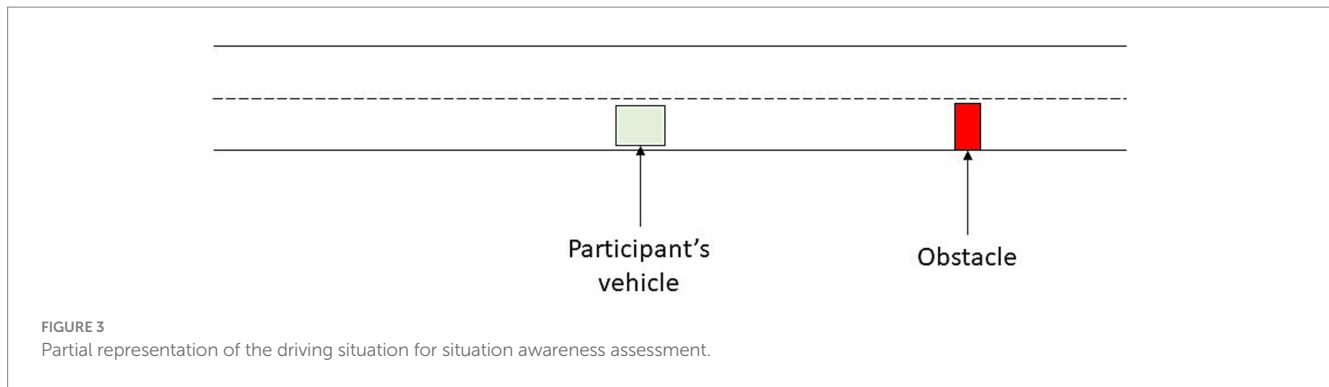 Participant's
vehicle
Obstacle
FIGURE 3
Partial representation of the driving situation for situation awareness assessment.